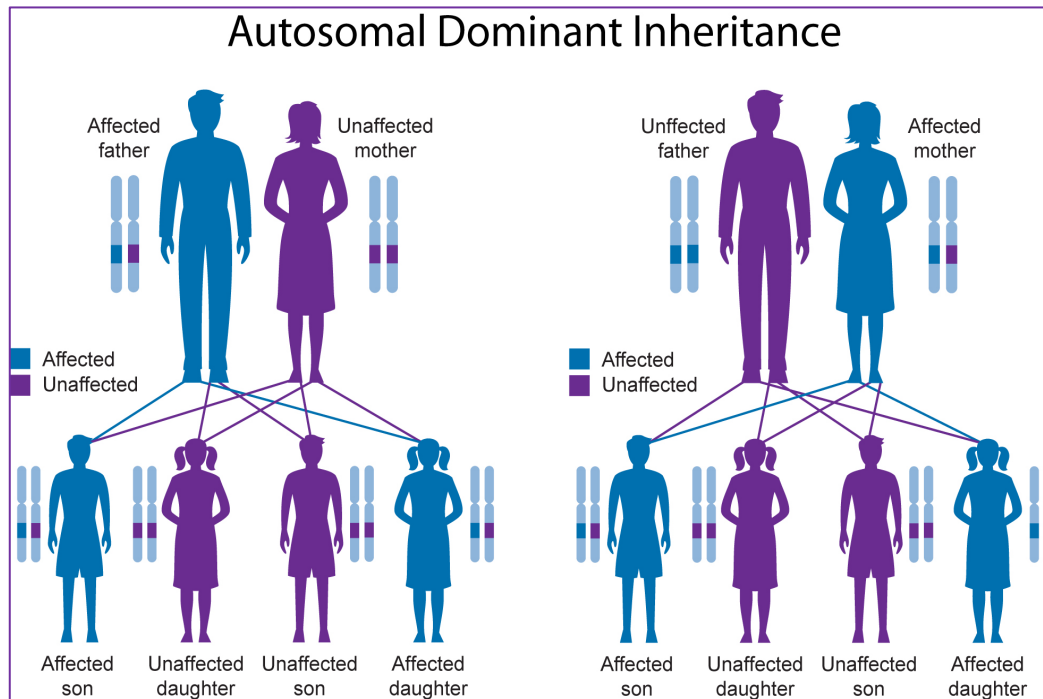 Autosomal Dominant Inheritance
Affected
father
Unaffected
mother
Unffected
father
Affected
mother
Affected
Unaffected
Affected
Unaffected
Affected
son
Unaffected
daughter
Unaffected
son
Affected
daughter
Affected
son
Unaffected
daughter
Unaffected
son
Affected
daughter